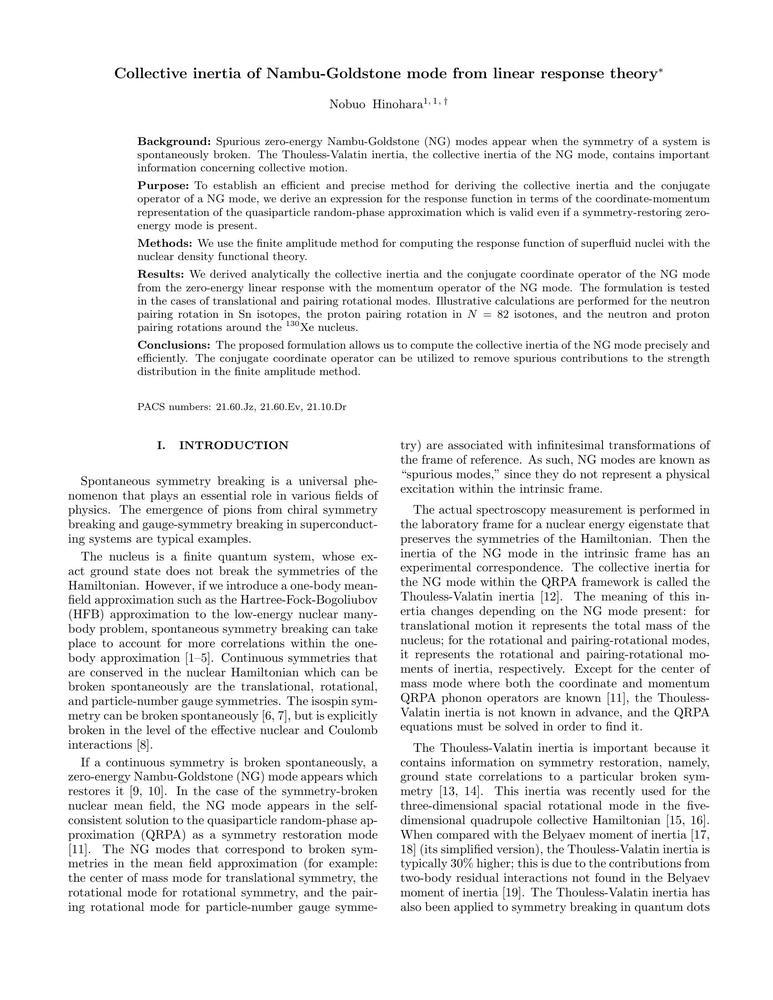 Collective inertia of Nambu-Goldstone mode from linear response theory*
Nobuo Hinohara1, 1, †
Background: Spurious zero-energy Nambu-Goldstone (NG) modes appear when the symmetry of a system is
spontaneously broken. The Thouless-Valatin inertia, the collective inertia of the NG mode, contains important
information concerning collective motion.
Purpose: To establish an efficient and precise method for deriving the collective inertia and the conjugate
operator of a NG mode, we derive an expression for the response function in terms of the coordinate-momentum
representation of the quasiparticle random-phase approximation which is valid even if a symmetry-restoring zero-
energy mode is present.
Methods: We use the finite amplitude method for computing the response function of superfluid nuclei with the
nuclear density functional theory.
Results: We derived analytically the collective inertia and the conjugate coordinate operator of the NG mode
from the zero-energy linear response with the momentum operator of the NG mode. The formulation is tested
in the cases of translational and pairing rotational modes. Illustrative calculations are performed for the neutron
pairing rotation in Sn isotopes, the proton pairing rotation in N = 82 isotones, and the neutron and proton
pairing rotations around the 130Xe nucleus.
Conclusions: The proposed formulation allows us to compute the collective inertia of the NG mode precisely and
efficiently. The conjugate coordinate operator can be utilized to remove spurious contributions to the strength
distribution in the finite amplitude method.
PACS numbers: 21.60.Jz, 21.60.Ev, 21.10.Dr
I. INTRODUCTION
Spontaneous symmetry breaking is a universal phe-
nomenon that plays an essential role in various fields of
physics. The emergence of pions from chiral symmetry
breaking and gauge-symmetry breaking in superconduct-
ing systems are typical examples.
The nucleus is a finite quantum system, whose ex-
act ground state does not break the symmetries of the
Hamiltonian. However, if we introduce a one-body mean-
field approximation such as the Hartree-Fock-Bogoliubov
(HFB) approximation to the low-energy nuclear many-
body problem, spontaneous symmetry breaking can take
place to account for more correlations within the one-
body approximation [1–5]. Continuous symmetries that
are conserved in the nuclear Hamiltonian which can be
broken spontaneously are the translational, rotational,
and particle-number gauge symmetries. The isospin sym-
metry can be broken spontaneously [6, 7], but is explicitly
broken in the level of the effective nuclear and Coulomb
interactions [8].
If a continuous symmetry is broken spontaneously, a
zero-energy Nambu-Goldstone (NG) mode appears which
restores it [9, 10]. In the case of the symmetry-broken
nuclear mean field, the NG mode appears in the self-
consistent solution to the quasiparticle random-phase ap-
proximation (QRPA) as a symmetry restoration mode
[11]. The NG modes that correspond to broken sym-
metries in the mean field approximation (for example:
the center of mass mode for translational symmetry, the
rotational mode for rotational symmetry, and the pair-
ing rotational mode for particle-number gauge symme-
try) are associated with infinitesimal transformations of
the frame of reference. As such, NG modes are known as
“spurious modes,” since they do not represent a physical
excitation within the intrinsic frame.
The actual spectroscopy measurement is performed in
the laboratory frame for a nuclear energy eigenstate that
preserves the symmetries of the Hamiltonian. Then the
inertia of the NG mode in the intrinsic frame has an
experimental correspondence. The collective inertia for
the NG mode within the QRPA framework is called the
Thouless-Valatin inertia [12]. The meaning of this in-
ertia changes depending on the NG mode present: for
translational motion it represents the total mass of the
nucleus; for the rotational and pairing-rotational modes,
it represents the rotational and pairing-rotational mo-
ments of inertia, respectively. Except for the center of
mass mode where both the coordinate and momentum
QRPA phonon operators are known [11], the Thouless-
Valatin inertia is not known in advance, and the QRPA
equations must be solved in order to find it.
The Thouless-Valatin inertia is important because it
contains information on symmetry restoration, namely,
ground state correlations to a particular broken sym-
metry [13, 14]. This inertia was recently used for the
three-dimensional spacial rotational mode in the five-
dimensional quadrupole collective Hamiltonian [15, 16].
When compared with the Belyaev moment of inertia [17,
18] (its simplified version), the Thouless-Valatin inertia is
typically 30% higher; this is due to the contributions from
two-body residual interactions not found in the Belyaev
moment of inertia [19]. The Thouless-Valatin inertia has
also been applied to symmetry breaking in quantum dots